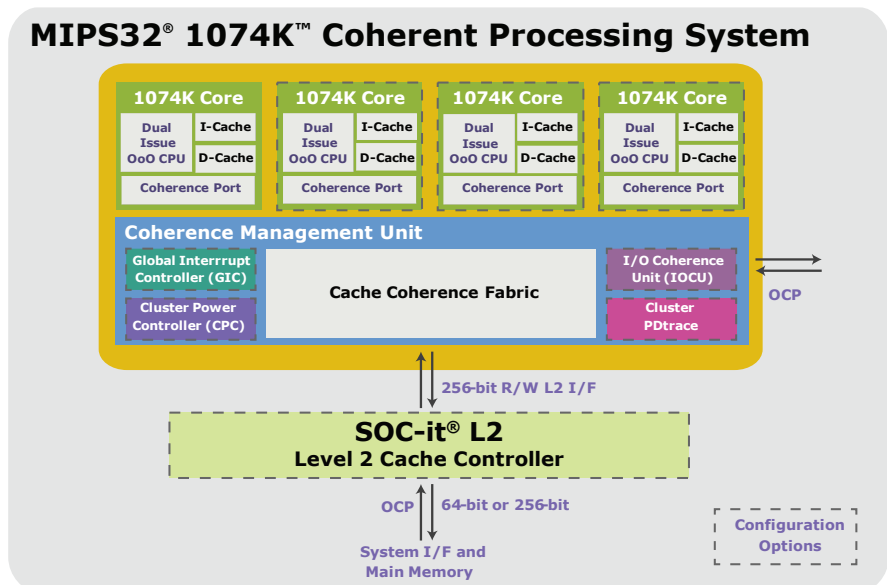 MIPS32® 1074K™ Coherent Processing System
1074K Core
Dual
Issue
OoO CPU
I-Cache
D-Cache
Coherence Port
1074K Core
Dual
Issue
OoO CPU
I-Cache
D-Cache
Coherence Port
1074K Core
Dual
Issue
OoO CPU
I-Cache
D-Cache
Coherence Port
1074K Core
Dual
Issue
OoO CPU
I-Cache
D-Cache
Coherence Port
Coherence Management Unit
Global Interrrupt
Controller (GIC)
Cluster Power
Controller (CPC)
Cache Coherence Fabric
I/O Coherence
Unit (IOCU)
Cluster
PDtrace
OCP
256-bit R/W L2 I/F
SOC-it® L2
Level 2 Cache Controller
OCP
64-bit or 256-bit
System I/F and
Main Memory
Configuration
Options